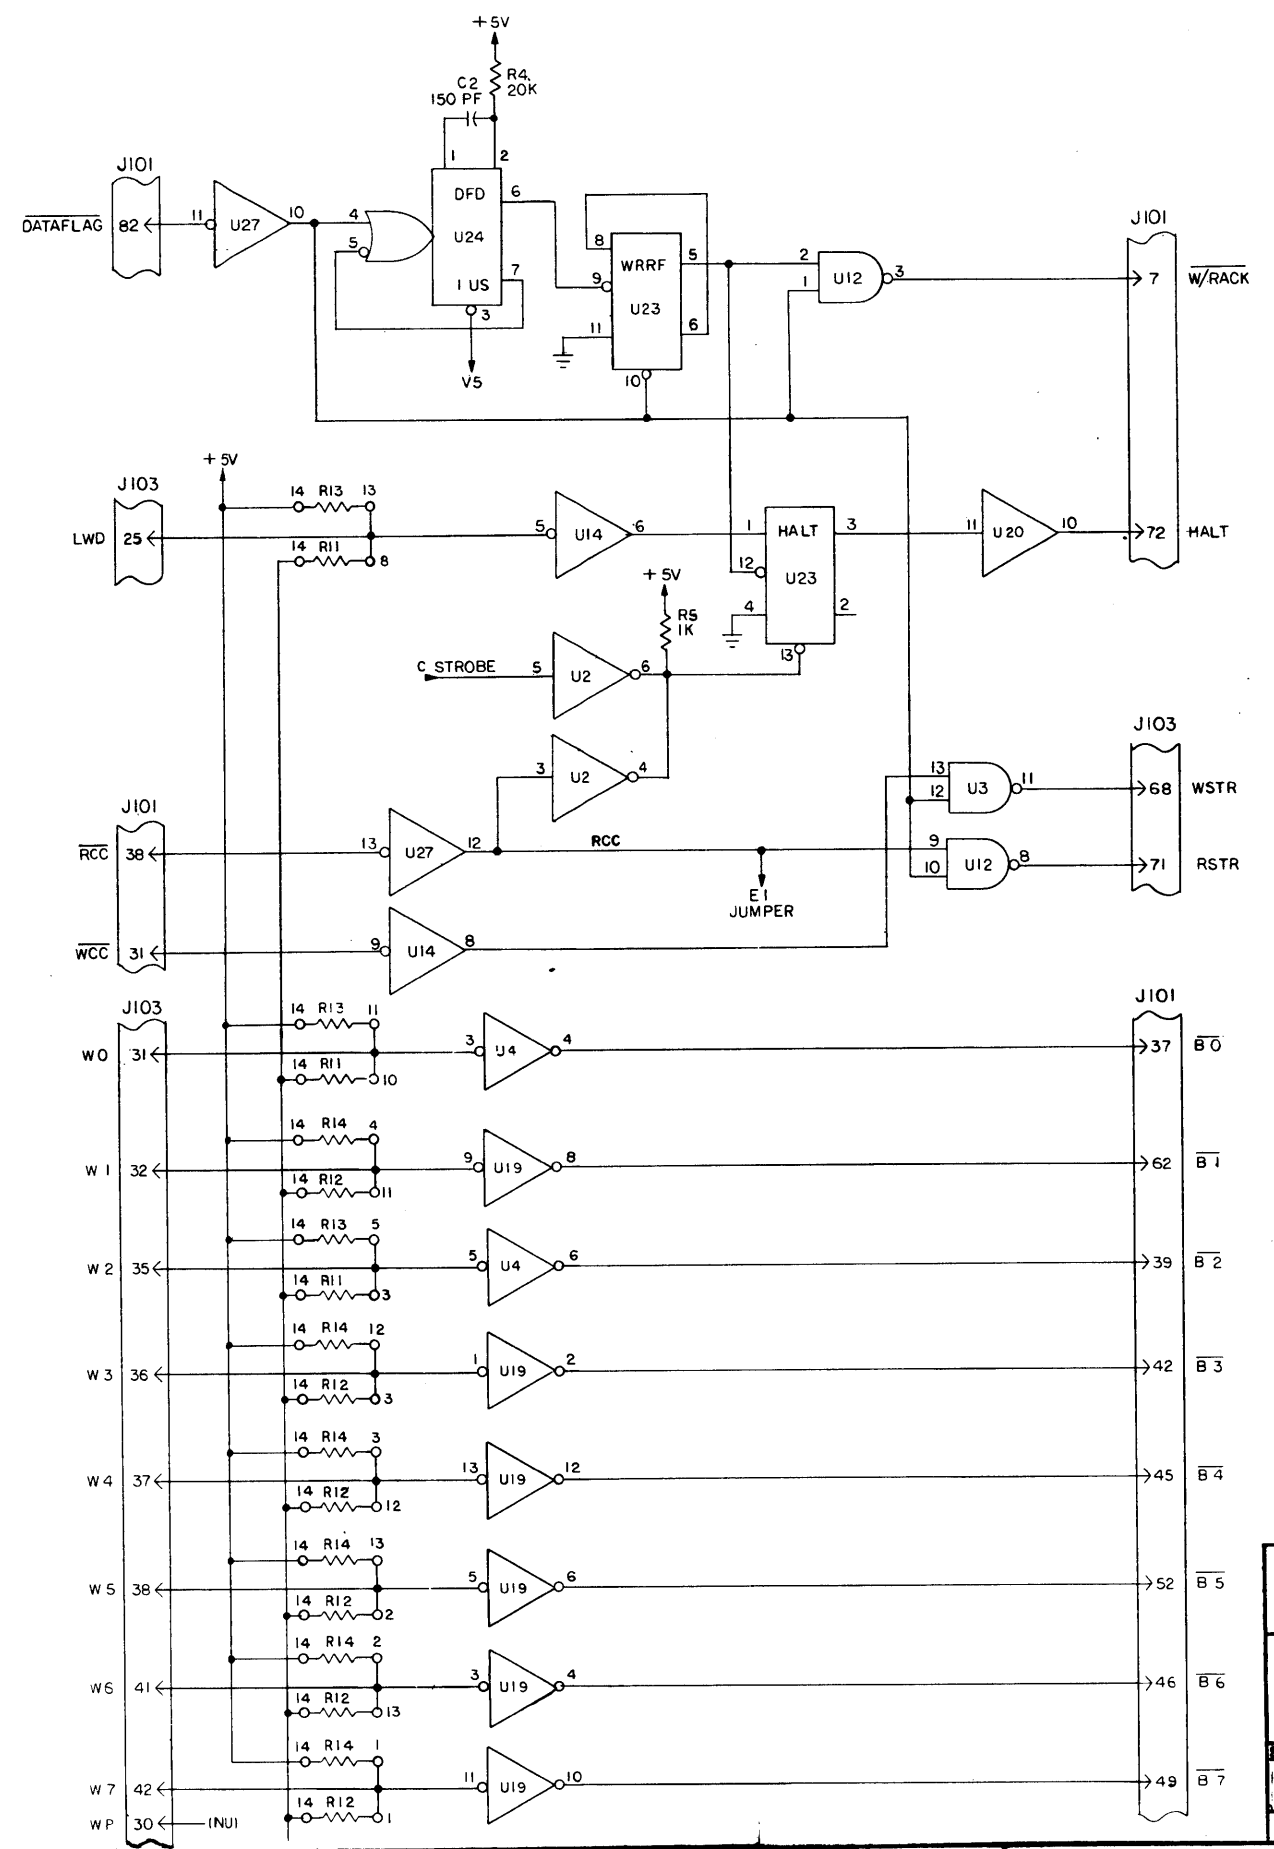 +5V
C2
150 PF
R4.
20K
1
2
J101
DATAFLAG
82
11
U27
10
4
5
DFD
U24
1 US
6
7
3
V5
8
9
11
10
WRRF
U23
5
6
2
1
U12
3
J101
7
W/RACK
+5V
J103
LWD
25
14 R13 13
14 R11 8
5
U14
6
1
12
4
13
HALT
U23
3
2
11
U20
10
72
HALT
+5V
R5
1K
C STROBE
5
U2
6
3
U2
4
J101
RCC
38
13
U27
12
RCC
E1
JUMPER
WCC
31
9
U14
8
13
12
U3
11
J103
68
WSTR
9
10
U12
8
71
RSTR
J103
J101
14 R13 11
W0 31 3 U4 4 37 B0
14 R11 10
14 R14 4
W1 32 9 U19 8 62 B1
14 R12 11
14 R13 5
W2 35 5 U4 6 39 B2
14 R11 3
14 R14 12
W3 36 1 U19 2 42 B3
14 R12 3
14 R14 3
W4 37 13 U19 12 45 B4
14 R12 12
14 R14 13
W5 38 5 U19 6 52 B5
14 R12 2
14 R14 2
W6 41 3 U19 4 46 B6
14 R12 13
14 R14 1
W7 42 11 U19 10 49 B7
14 R12 1
WP 30 (NU)